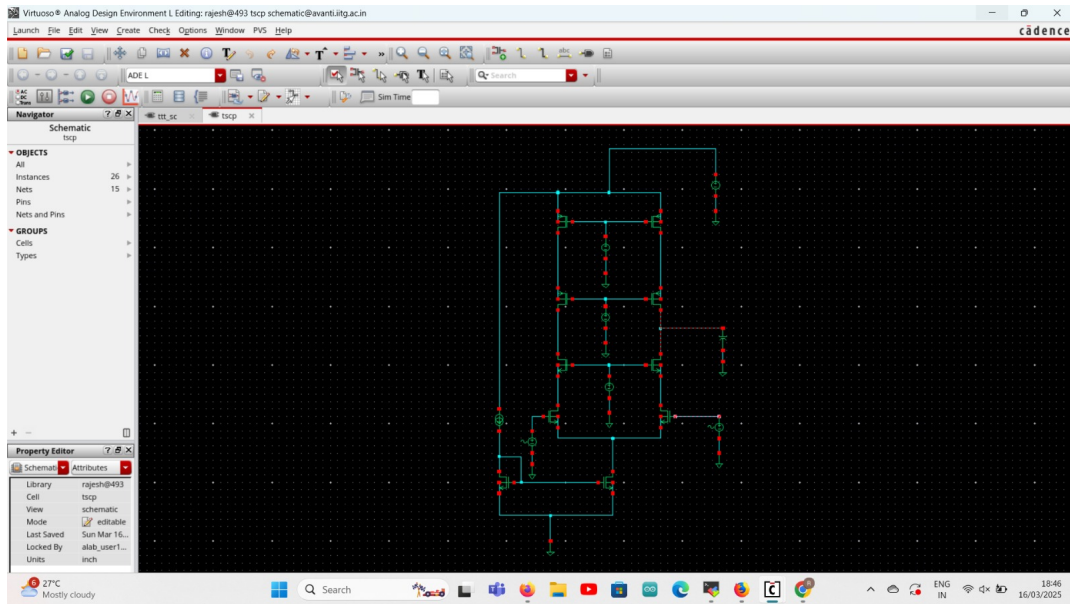 Virtuoso® Analog Design Environment L Editing: rajesh@493 tscp schematic@avanti.iitg.ac.in
Launch File Edit View Create Check Options Window PVS Help
cādence
ADE L
Search
Sim Time
Navigator
ttt_sc
tscp
Schematic
tscp
OBJECTS
All
Instances 26
Nets 15
Pins
Nets and Pins
GROUPS
Cells
Types
Property Editor
Schemati Attributes
Library rajesh@493
Cell tscp
View schematic
Mode editable
Last Saved Sun Mar 16...
Locked By alab_user1...
Units inch
6
27°C
Mostly cloudy
Search
ENG
IN
18:46
16/03/2025